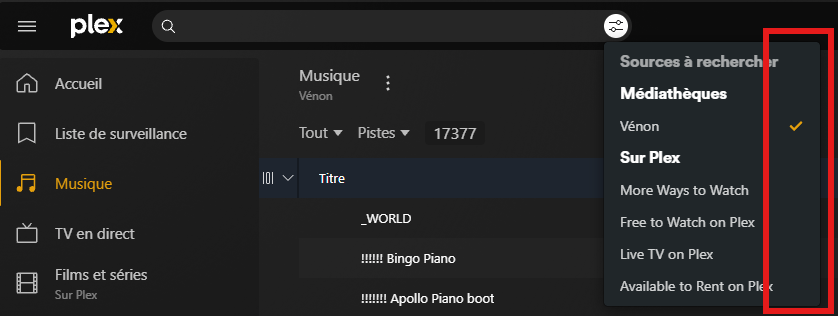 plex
Sources à rechercher
Médiathèques
Vénon
Sur Plex
More Ways to Watch
Free to Watch on Plex
Live TV on Plex
Available to Rent on Plex
Accueil
Liste de surveillance
Musique
TV en direct
Films et séries
Sur Plex
Musique
Vénon
Tout Pistes 17377
Titre
_WORLD
!!!!!! Bingo Piano
!!!!!!! Apollo Piano boot